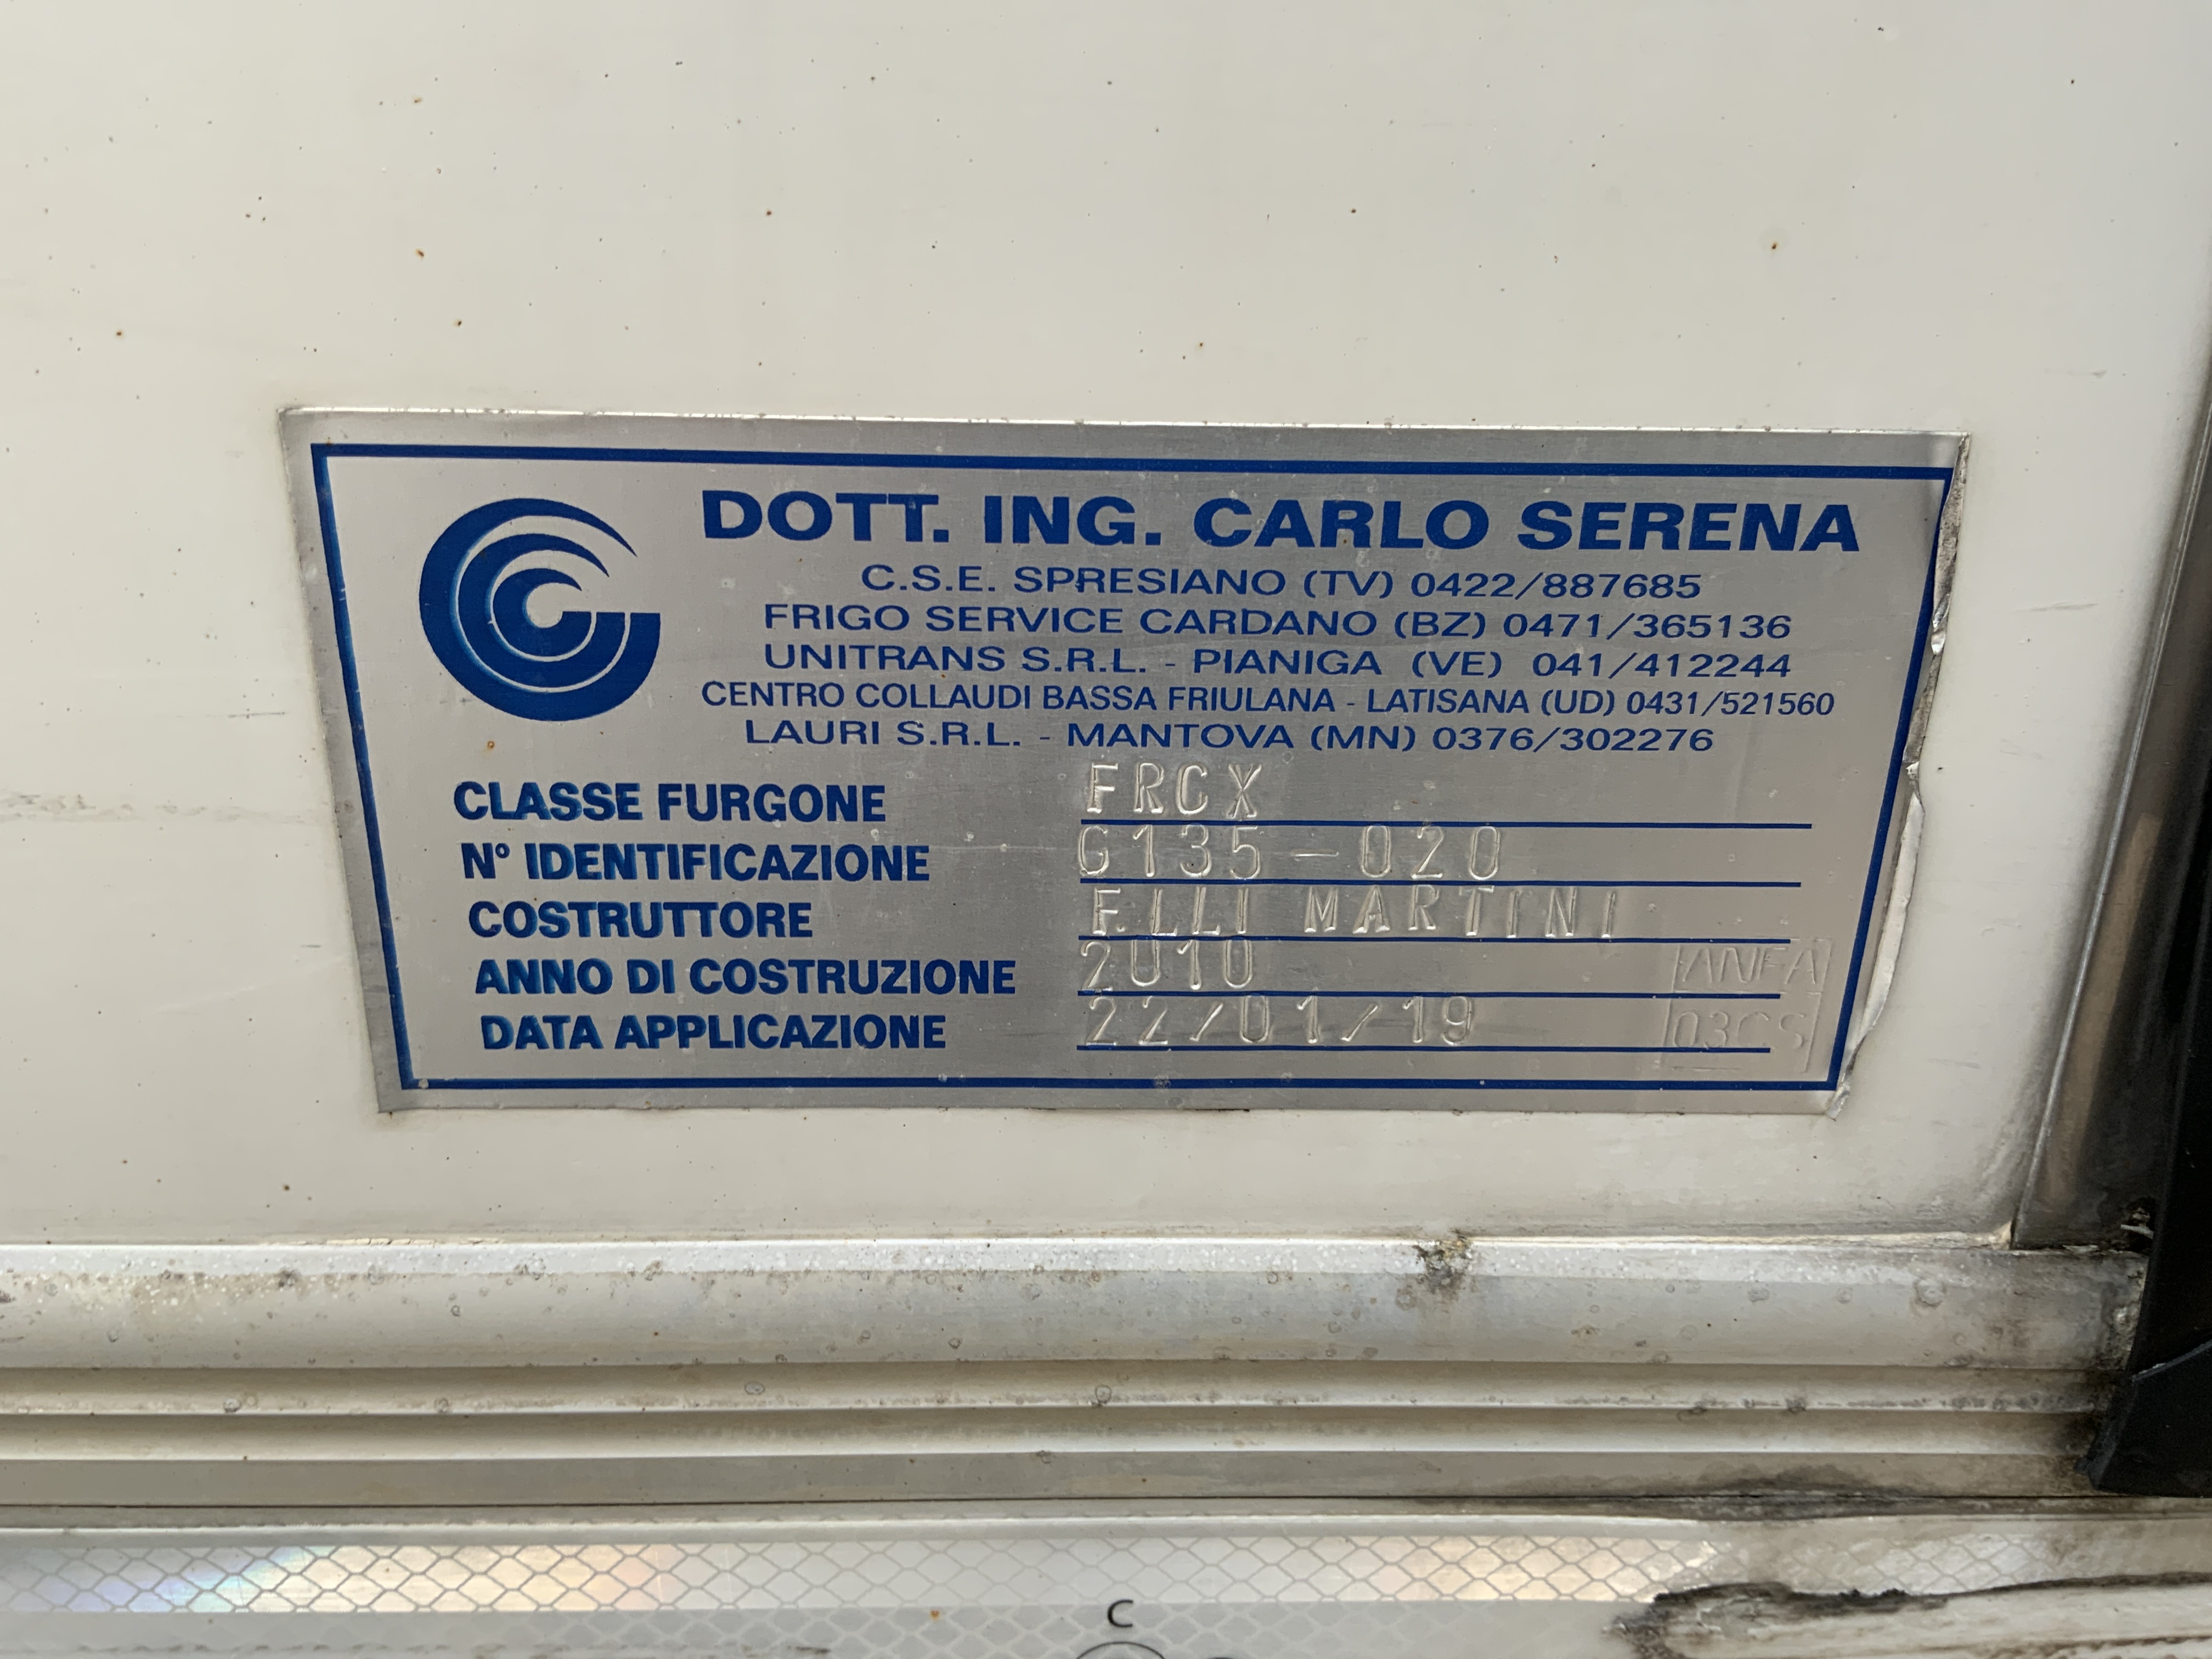 DOTT. ING. CARLO SERENA
C.S.E. SPRESIANO (TV) 0422/887685
FRIGO SERVICE CARDANO (BZ) 0471/365136
UNITRANS S.R.L. - PIANIGA (VE) 041/412244
CENTRO COLLAUDI BASSA FRIULANA - LATISANA (UD) 0431/521560
LAURI S.R.L. - MANTOVA (MN) 0376/302276
CLASSE FURGONE FRCX
N° IDENTIFICAZIONE G135-020
COSTRUTTORE F.LLI MARTINI
ANNO DI COSTRUZIONE 2010
DATA APPLICAZIONE 22/01/19
ANFA
03CS
C